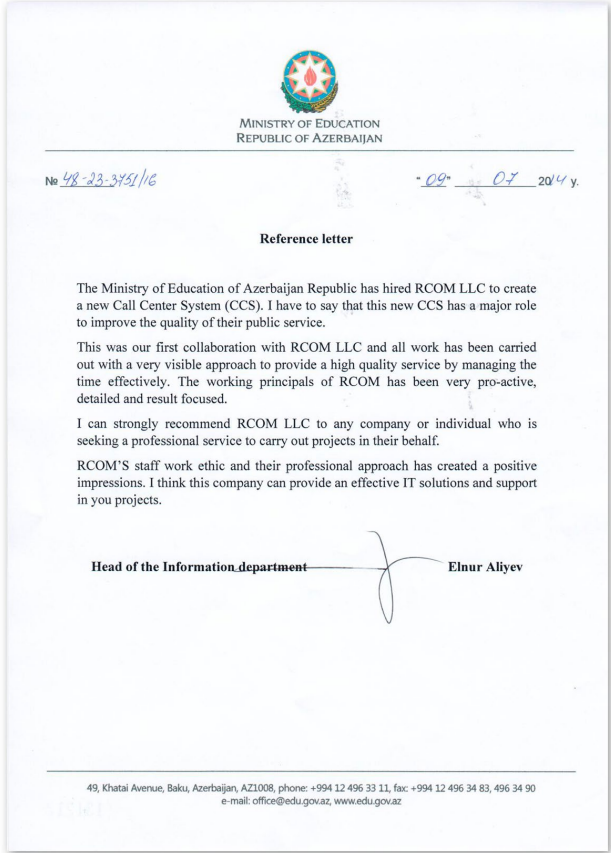 MINISTRY OF EDUCATION
REPUBLIC OF AZERBAIJAN
№ 48-23-3751/16 "09" 07 2014 y.
Reference letter
The Ministry of Education of Azerbaijan Republic has hired RCOM LLC to create
a new Call Center System (CCS). I have to say that this new CCS has a major role
to improve the quality of their public service.
This was our first collaboration with RCOM LLC and all work has been carried
out with a very visible approach to provide a high quality service by managing the
time effectively. The working principals of RCOM has been very pro-active,
detailed and result focused.
I can strongly recommend RCOM LLC to any company or individual who is
seeking a professional service to carry out projects in their behalf.
RCOM'S staff work ethic and their professional approach has created a positive
impressions. I think this company can provide an effective IT solutions and support
in you projects.
Head of the Information department Elnur Aliyev
49, Khatai Avenue, Baku, Azerbaijan, AZ1008, phone: +994 12 496 33 11, fax: +994 12 496 34 83, 496 34 90
e-mail: office@edu.gov.az, www.edu.gov.az